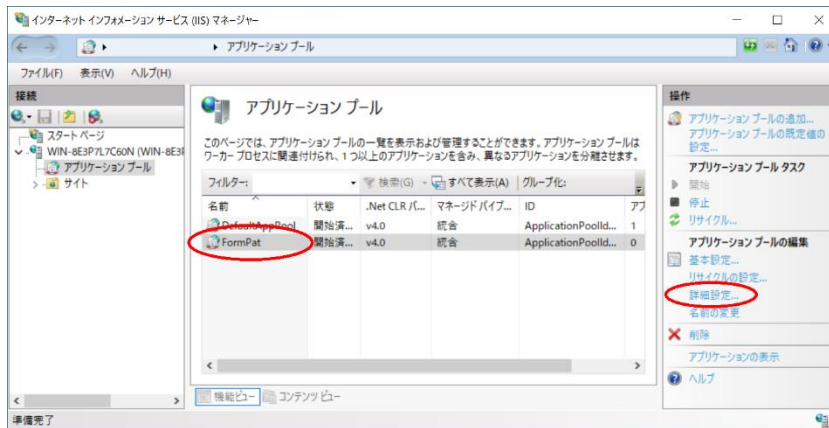 インターネット インフォメーション サービス (IIS) マネージャー
アプリケーション プール
ファイル(F) 表示(V) ヘルプ(H)
接続
スタート ページ
WIN-8E3P7L7C60N (WIN-8E3P
アプリケーション プール
サイト
アプリケーション プール
このページでは、アプリケーション プールの一覧を表示および管理することができます。アプリケーション プールは
ワーカー プロセスに関連付けられ、1 つ以上のアプリケーションを含み、異なるアプリケーションを分離させます。
フィルター: 検索(G) すべて表示(A) グループ化:
名前 状態 .Net CLR バ... マネージド パイプ... ID アプ
DefaultAppPool 開始済... v4.0 統合 ApplicationPoolId... 1
FormPat 開始済... v4.0 統合 ApplicationPoolId... 0
機能ビュー コンテンツ ビュー
準備完了
操作
アプリケーション プールの追加...
アプリケーション プールの既定値の
設定...
アプリケーション プール タスク
開始
停止
リサイクル...
アプリケーション プールの編集
基本設定...
リサイクルの設定...
詳細設定...
名前の変更
削除
アプリケーションの表示
ヘルプ